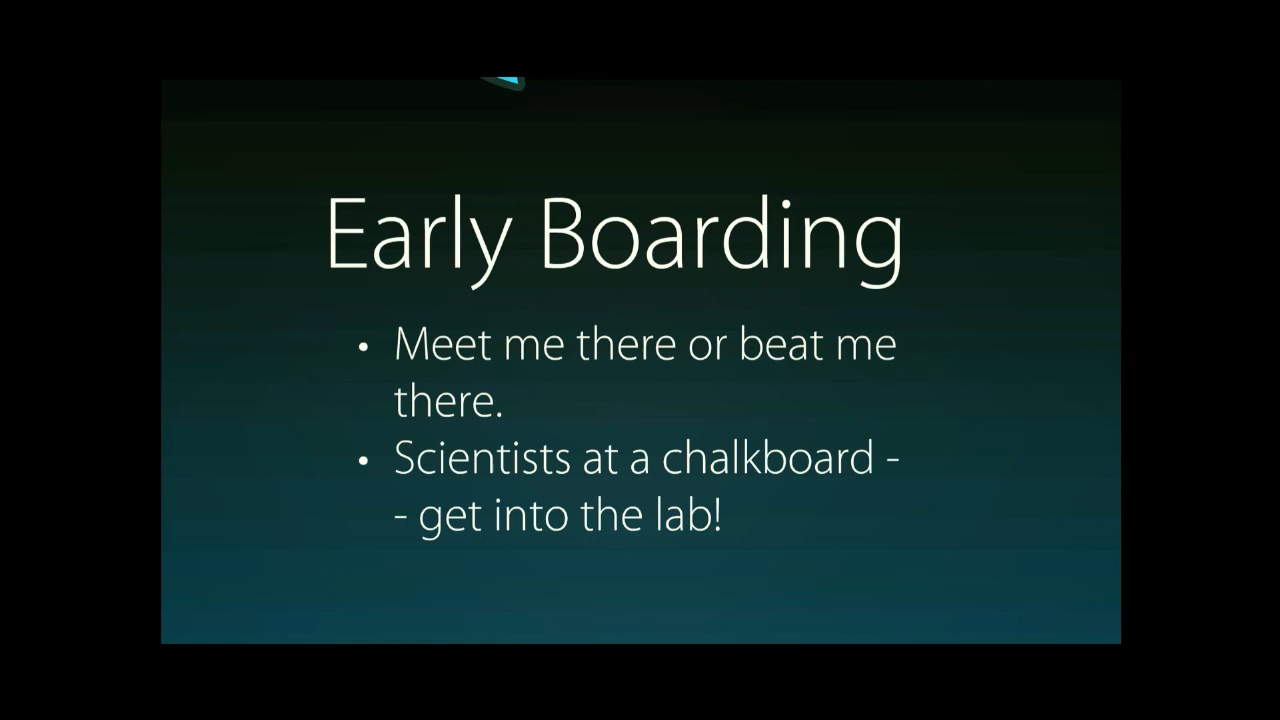 Early Boarding
• Meet me there or beat me
there.
• Scientists at a chalkboard -
- get into the lab!